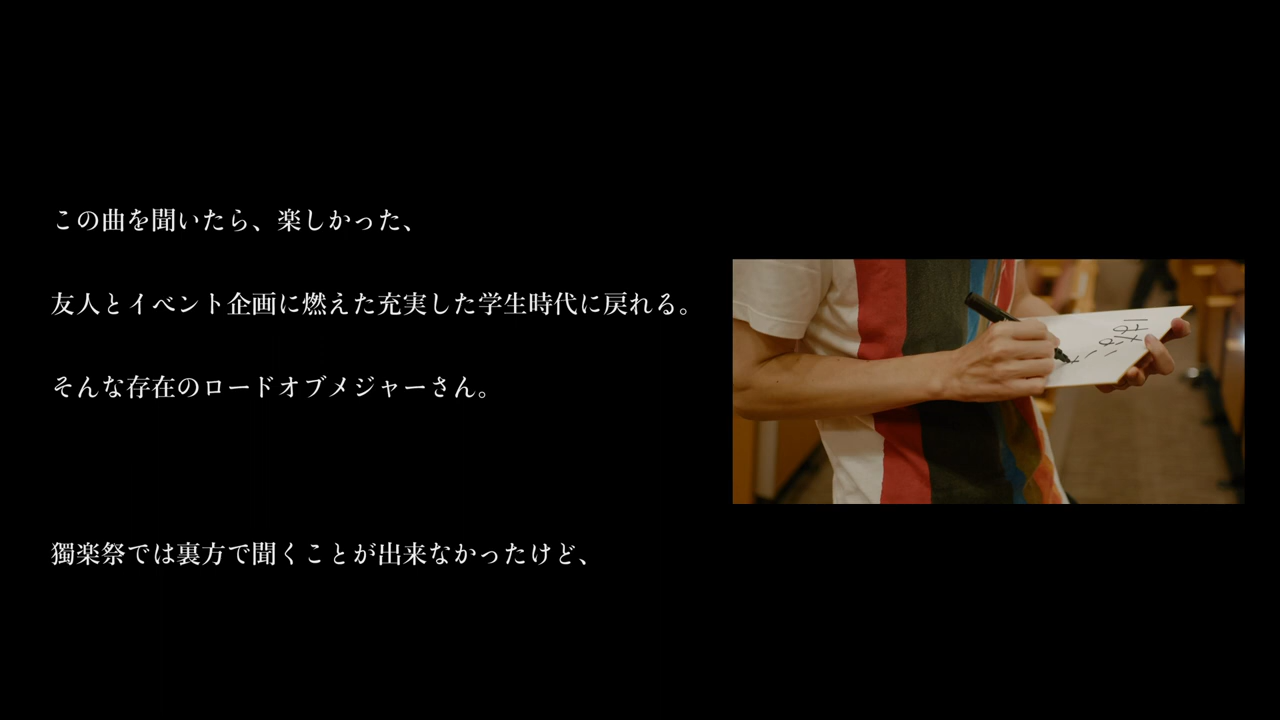 この曲を聞いたら、楽しかった、
友人とイベント企画に燃えた充実した学生時代に戻れる。
そんな存在のロードオブメジャーさん。
獨楽祭では裏方で聞くことが出来なかったけど、